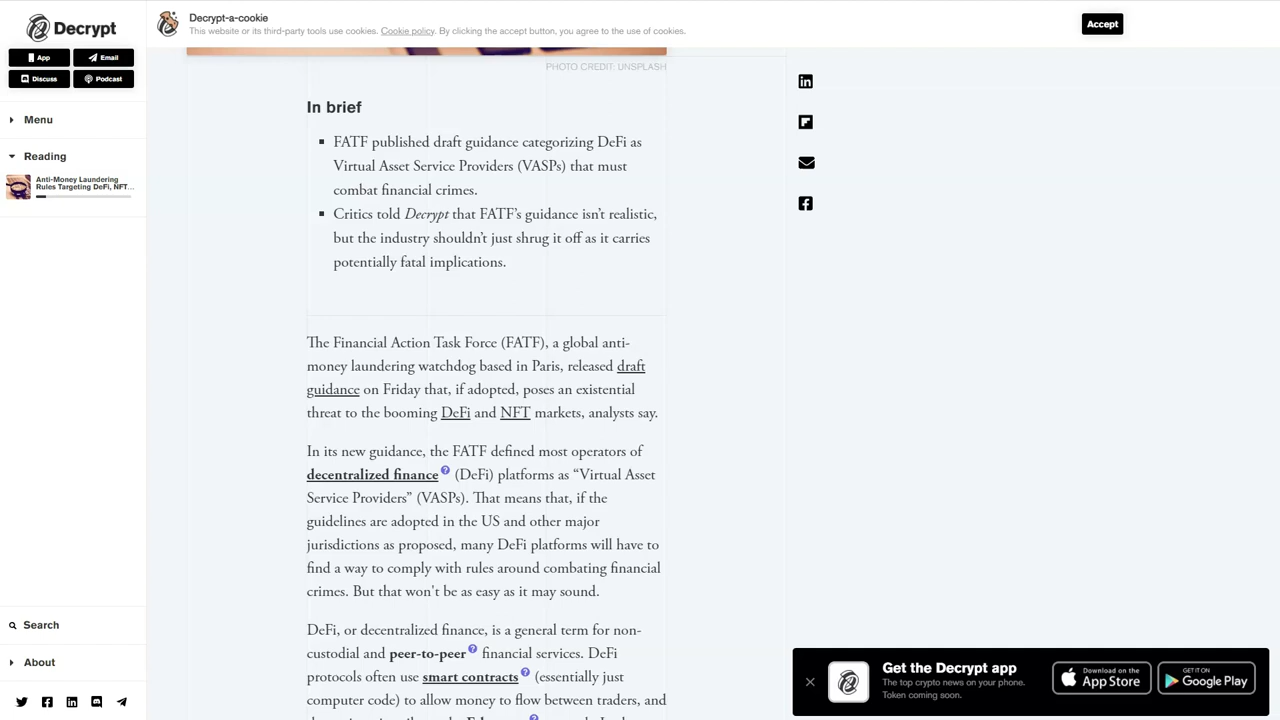 Decrypt
App
Email
Discuss
Podcast
Menu
Reading
Anti-Money Laundering
Rules Targeting DeFi, NFT...
Search
About
Decrypt-a-cookie
This website or its third-party tools use cookies. Cookie policy. By clicking the accept button, you agree to the use of cookies.
Accept
PHOTO CREDIT: UNSPLASH
In brief
FATF published draft guidance categorizing DeFi as
Virtual Asset Service Providers (VASPs) that must
combat financial crimes.
Critics told Decrypt that FATF's guidance isn't realistic,
but the industry shouldn't just shrug it off as it carries
potentially fatal implications.
The Financial Action Task Force (FATF), a global anti-
money laundering watchdog based in Paris, released draft
guidance on Friday that, if adopted, poses an existential
threat to the booming DeFi and NFT markets, analysts say.
In its new guidance, the FATF defined most operators of
decentralized finance ? (DeFi) platforms as “Virtual Asset
Service Providers” (VASPs). That means that, if the
guidelines are adopted in the US and other major
jurisdictions as proposed, many DeFi platforms will have to
find a way to comply with rules around combating financial
crimes. But that won't be as easy as it may sound.
DeFi, or decentralized finance, is a general term for non-
custodial and peer-to-peer ? financial services. DeFi
protocols often use smart contracts ? (essentially just
computer code) to allow money to flow between traders, and
Get the Decrypt app
The top crypto news on your phone.
Token coming soon.
Download on the
App Store
GET IT ON
Google Play